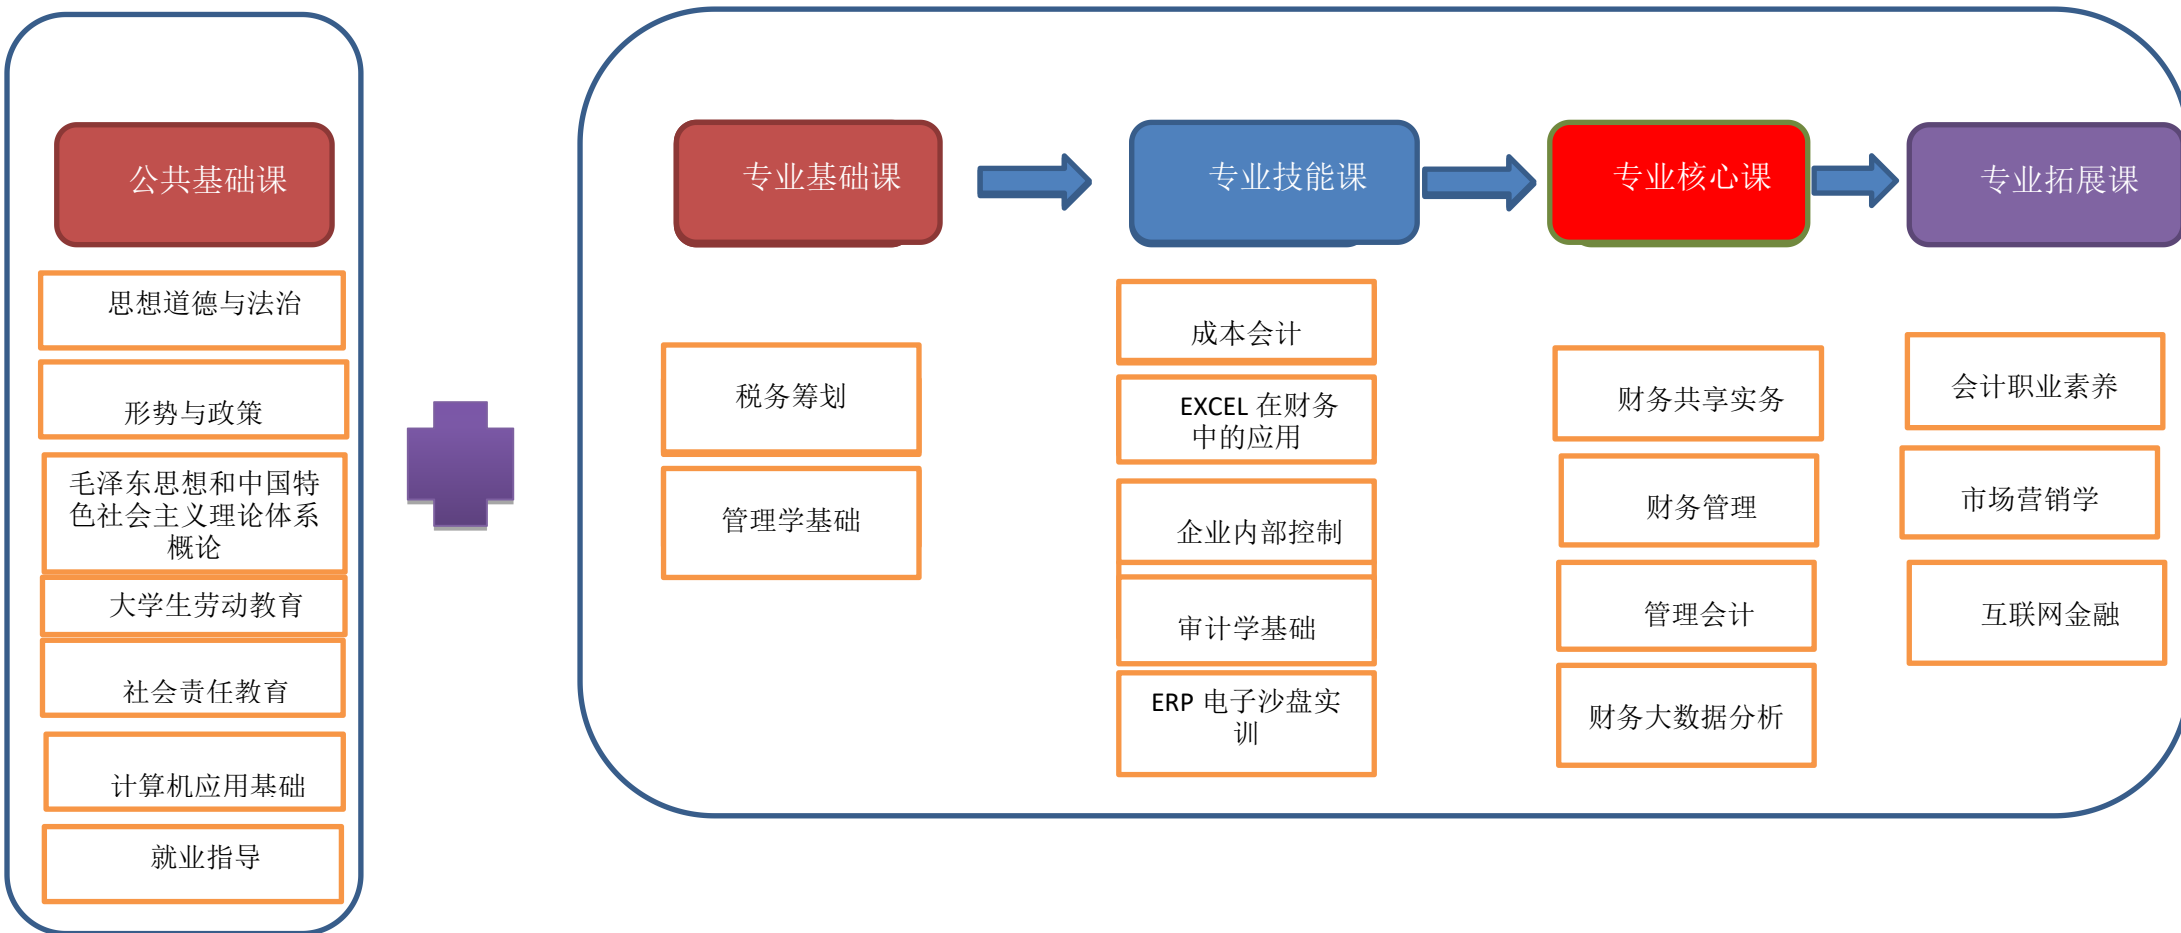 公共基础课
思想道德与法治
形势与政策
毛泽东思想和中国特
色社会主义理论体系
概论
大学生劳动教育
社会责任教育
计算机应用基础
就业指导
专业基础课
税务筹划
管理学基础
专业技能课
成本会计
EXCEL 在财务
中的应用
企业内部控制
审计学基础
ERP 电子沙盘实
训
专业核心课
财务共享实务
财务管理
管理会计
财务大数据分析
专业拓展课
会计职业素养
市场营销学
互联网金融